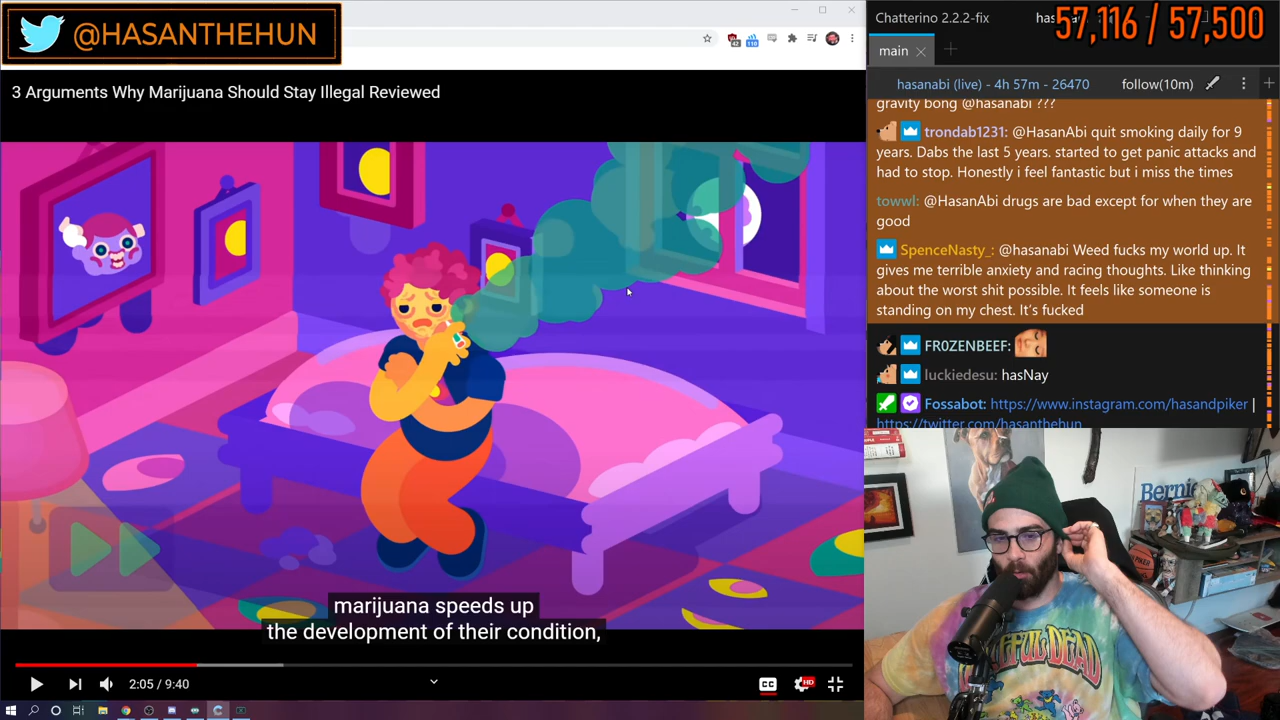 @HASANTHEHUN
3 Arguments Why Marijuana Should Stay Illegal Reviewed
marijuana speeds up
the development of their condition,
2:05 / 9:40
CC
HD
42
110
Chatterino 2.2.2-fix
57,116 / 57,500
main
hasanabi (live) - 4h 57m - 26470
follow(10m)
gravity bong @hasanabi ???
trondab1231: @HasanAbi quit smoking daily for 9
years. Dabs the last 5 years. started to get panic attacks and
had to stop. Honestly i feel fantastic but i miss the times
towwl: @HasanAbi drugs are bad except for when they are
good
SpenceNasty_: @hasanabi Weed fucks my world up. It
gives me terrible anxiety and racing thoughts. Like thinking
about the worst shit possible. It feels like someone is
standing on my chest. It's fucked
FR0ZENBEEF:
luckiedesu: hasNay
Fossabot: https://www.instagram.com/hasandpiker |
https://twitter.com/hasanthehun
Bernie
DEAD